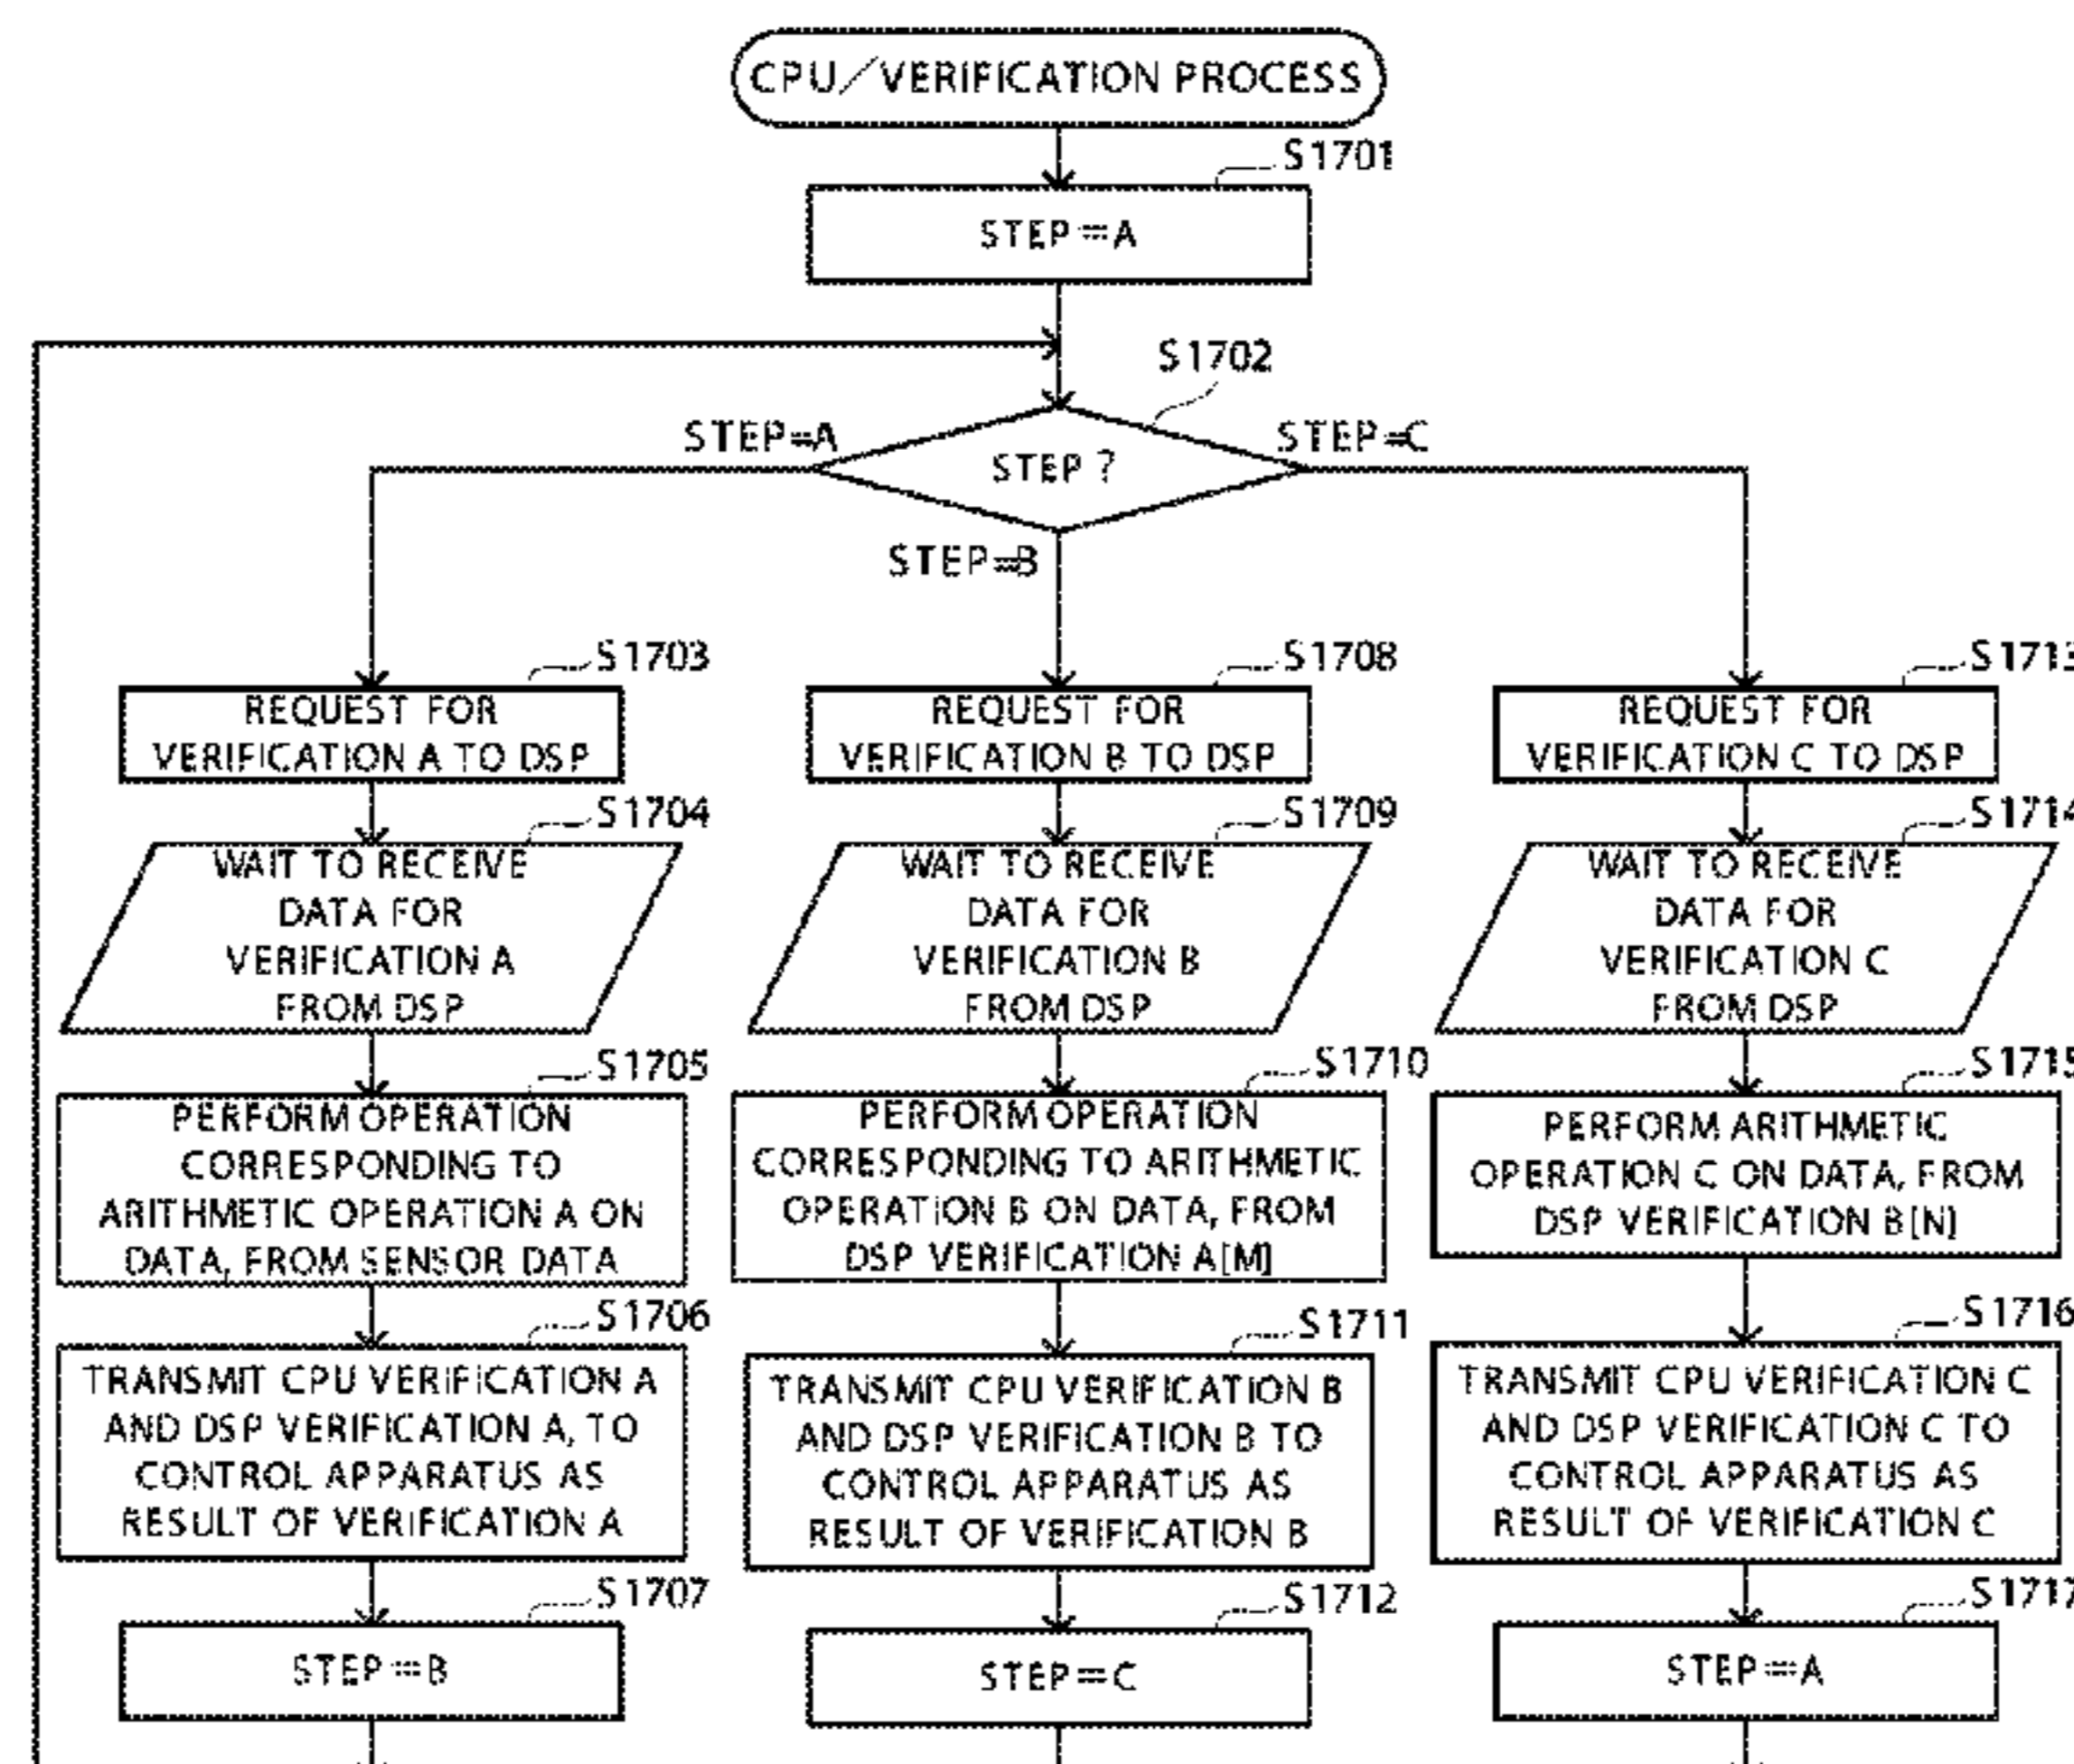 CPU/VERIFICATION PROCESS
S1701
STEP=A
S1702
STEP=A
STEP?
STEP=C
STEP=B
S1703
REQUEST FOR
VERIFICATION A TO DSP
S1704
WAIT TO RECEIVE
DATA FOR
VERIFICATION A
FROM DSP
S1705
PERFORM OPERATION
CORRESPONDING TO
ARITHMETIC OPERATION A ON
DATA, FROM SENSOR DATA
S1706
TRANSMIT CPU VERIFICATION A
AND DSP VERIFICATION A, TO
CONTROL APPARATUS AS
RESULT OF VERIFICATION A
S1707
STEP=B
S1708
REQUEST FOR
VERIFICATION B TO DSP
S1709
WAIT TO RECEIVE
DATA FOR
VERIFICATION B
FROM DSP
S1710
PERFORM OPERATION
CORRESPONDING TO ARITHMETIC
OPERATION B ON DATA, FROM
DSP VERIFICATION A[M]
S1711
TRANSMIT CPU VERIFICATION B
AND DSP VERIFICATION B TO
CONTROL APPARATUS AS
RESULT OF VERIFICATION B
S1712
STEP=C
S1713
REQUEST FOR
VERIFICATION C TO DSP
S1714
WAIT TO RECEIVE
DATA FOR
VERIFICATION C
FROM DSP
S1715
PERFORM ARITHMETIC
OPERATION C ON DATA, FROM
DSP VERIFICATION B[N]
S1716
TRANSMIT CPU VERIFICATION C
AND DSP VERIFICATION C TO
CONTROL APPARATUS AS
RESULT OF VERIFICATION C
S1717
STEP=A